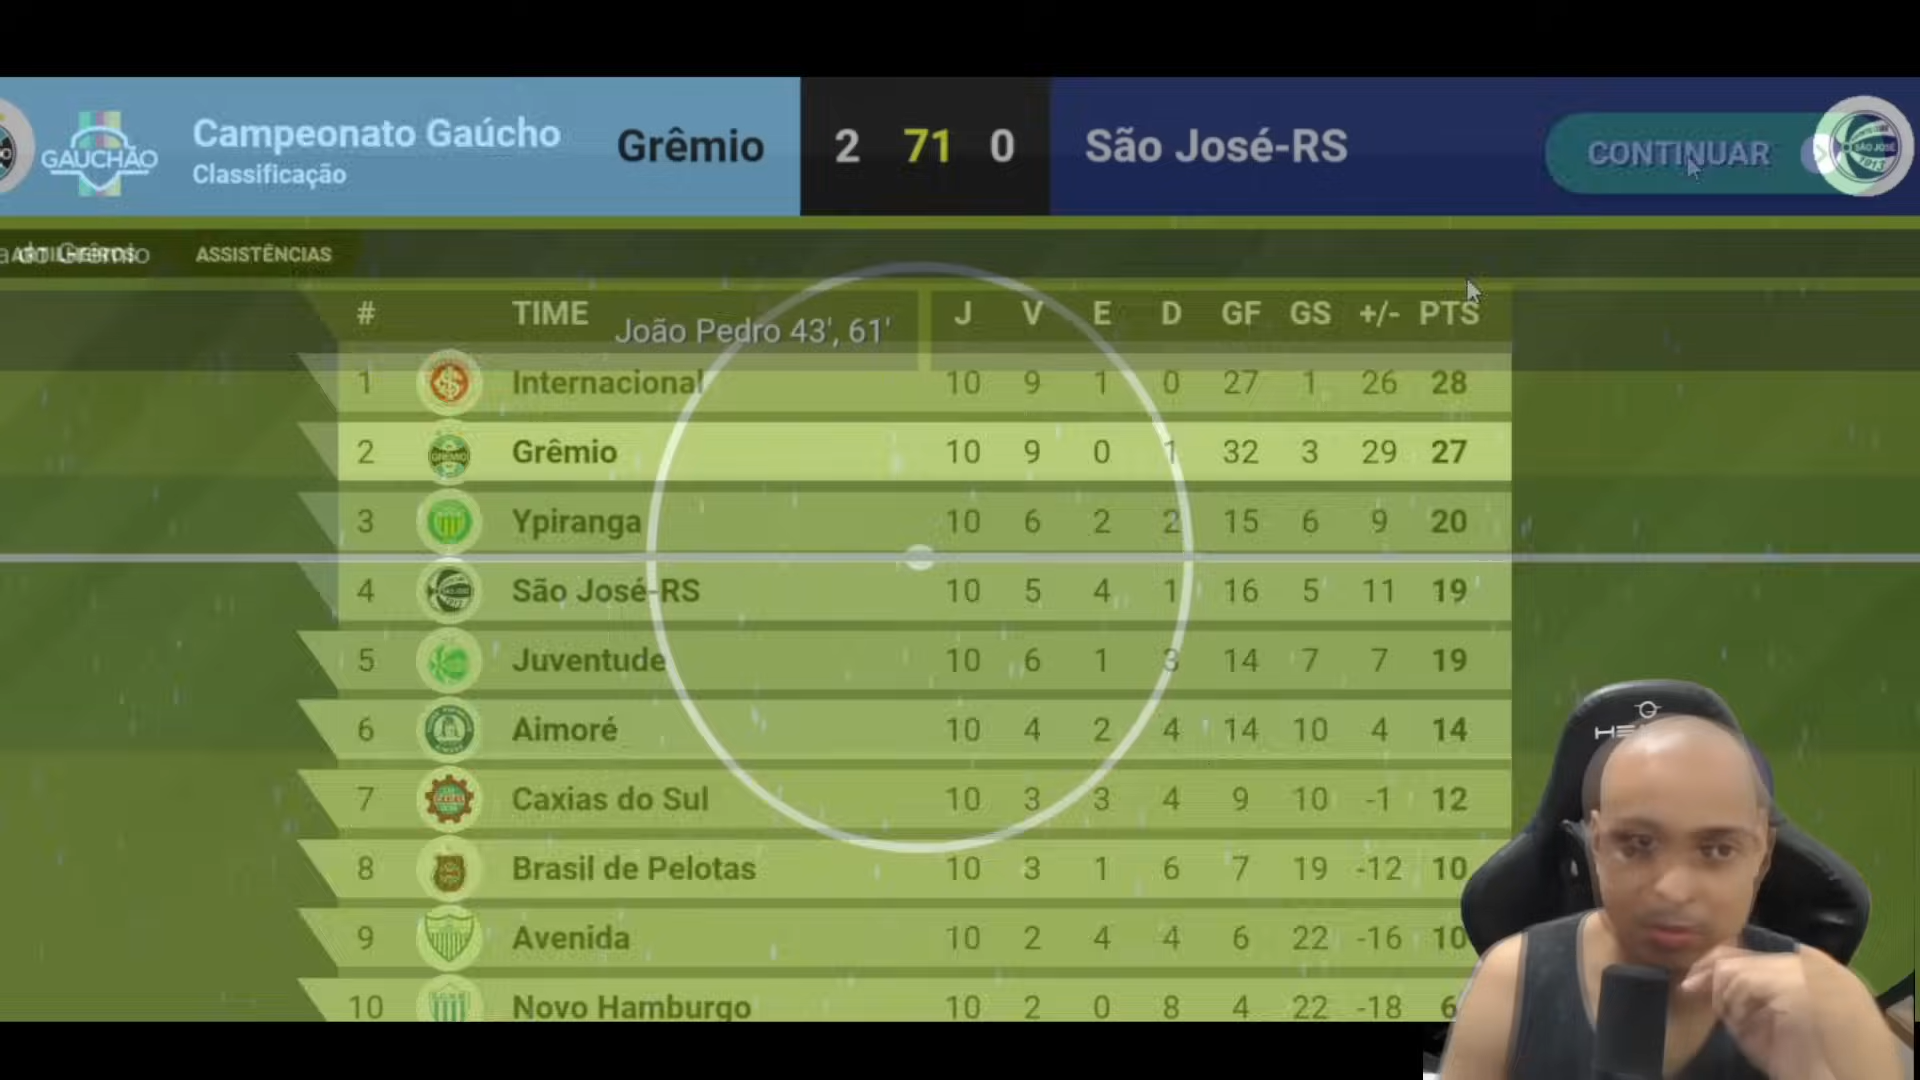 GAUCHÃO
Campeonato Gaúcho
Classificação
Grêmio 2 71 0 São José-RS
CONTINUAR
SÃO JOSÉ
ARTILHEIROS
Grêmio
ASSISTÊNCIAS
# TIME J V E D GF GS +/- PTS
João Pedro 43', 61'
1 Internacional 10 9 1 0 27 1 26 28
2 Grêmio 10 9 0 1 32 3 29 27
3 Ypiranga 10 6 2 2 15 6 9 20
4 São José-RS 10 5 4 1 16 5 11 19
5 Juventude 10 6 1 3 14 7 7 19
6 Aimoré 10 4 2 4 14 10 4 14
7 Caxias do Sul 10 3 3 4 9 10 -1 12
8 Brasil de Pelotas 10 3 1 6 7 19 -12 10
9 Avenida 10 2 4 4 6 22 -16 10
10 Novo Hamburgo 10 2 0 8 4 22 -18 6